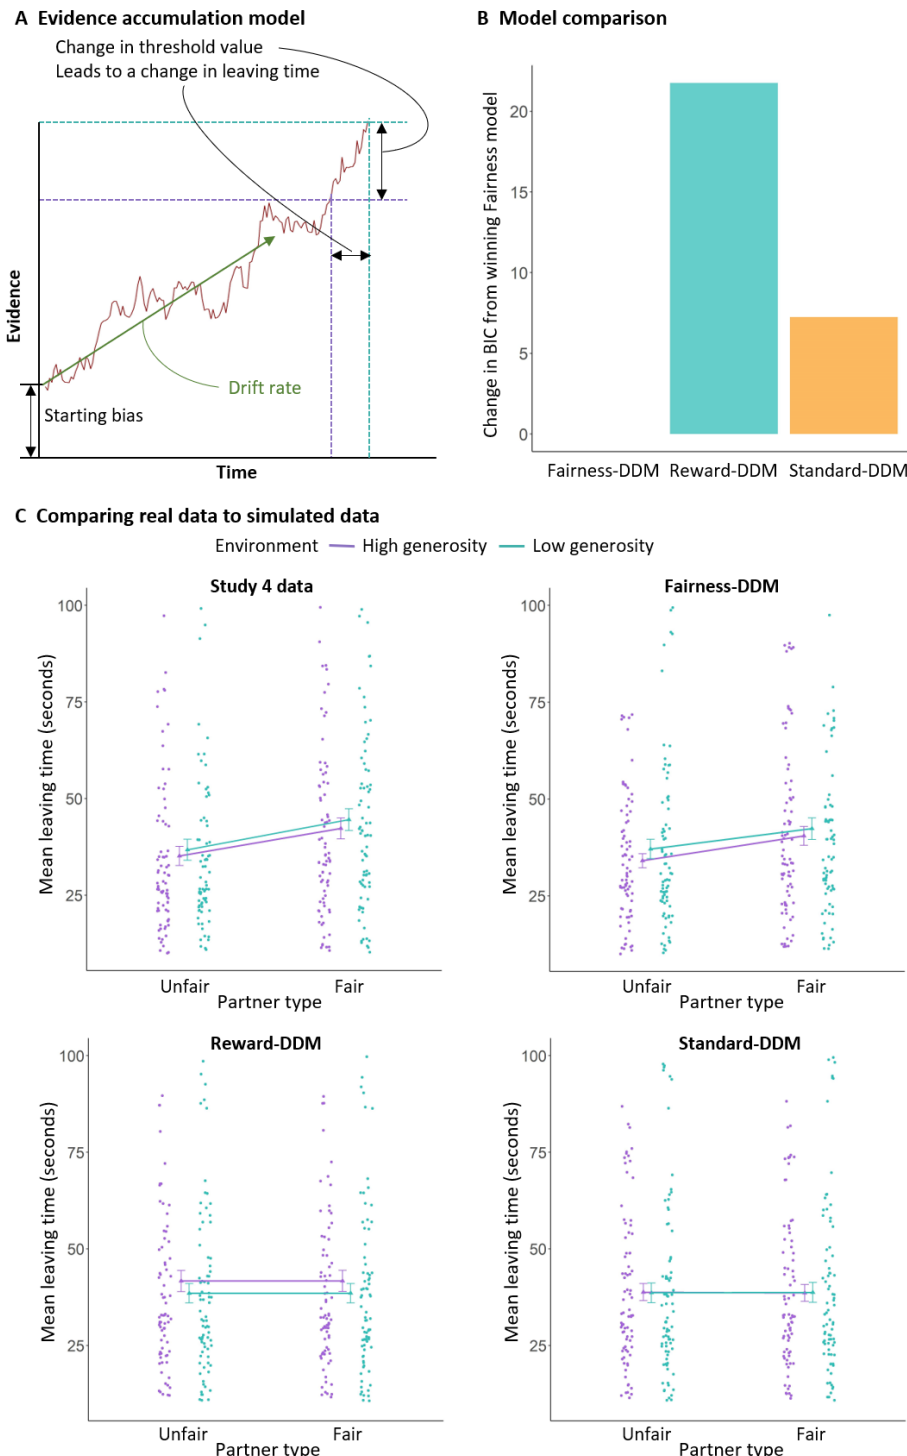 A Evidence accumulation model
Change in threshold value
Leads to a change in leaving time
Evidence
Drift rate
Starting bias
Time
B Model comparison
Change in BIC from winning Fairness model
20
15
10
5
0
Fairness-DDM Reward-DDM Standard-DDM
C Comparing real data to simulated data
Environment High generosity Low generosity
Study 4 data
Mean leaving time (seconds)
100
75
50
25
Unfair Fair
Partner type
Fairness-DDM
Mean leaving time (seconds)
100
75
50
25
Unfair Fair
Partner type
Reward-DDM
Mean leaving time (seconds)
100
75
50
25
Unfair Fair
Partner type
Standard-DDM
Mean leaving time (seconds)
100
75
50
25
Unfair Fair
Partner type